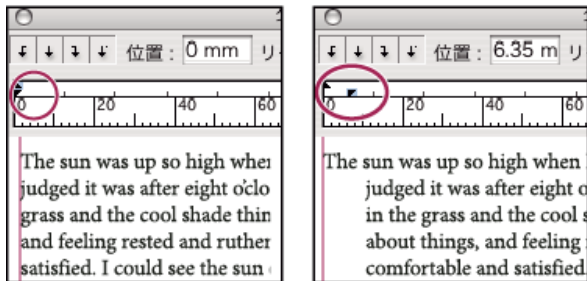 位置： 0 mm リ
0 20 40 60
The sun was up so high when
judged it was after eight o'clo
grass and the cool shade thin
and feeling rested and ruther
satisfied. I could see the sun
位置： 6.35 m リ
0 20 40 60
The sun was up so high when
judged it was after eight o
in the grass and the cool s
about things, and feeling
comfortable and satisfied.